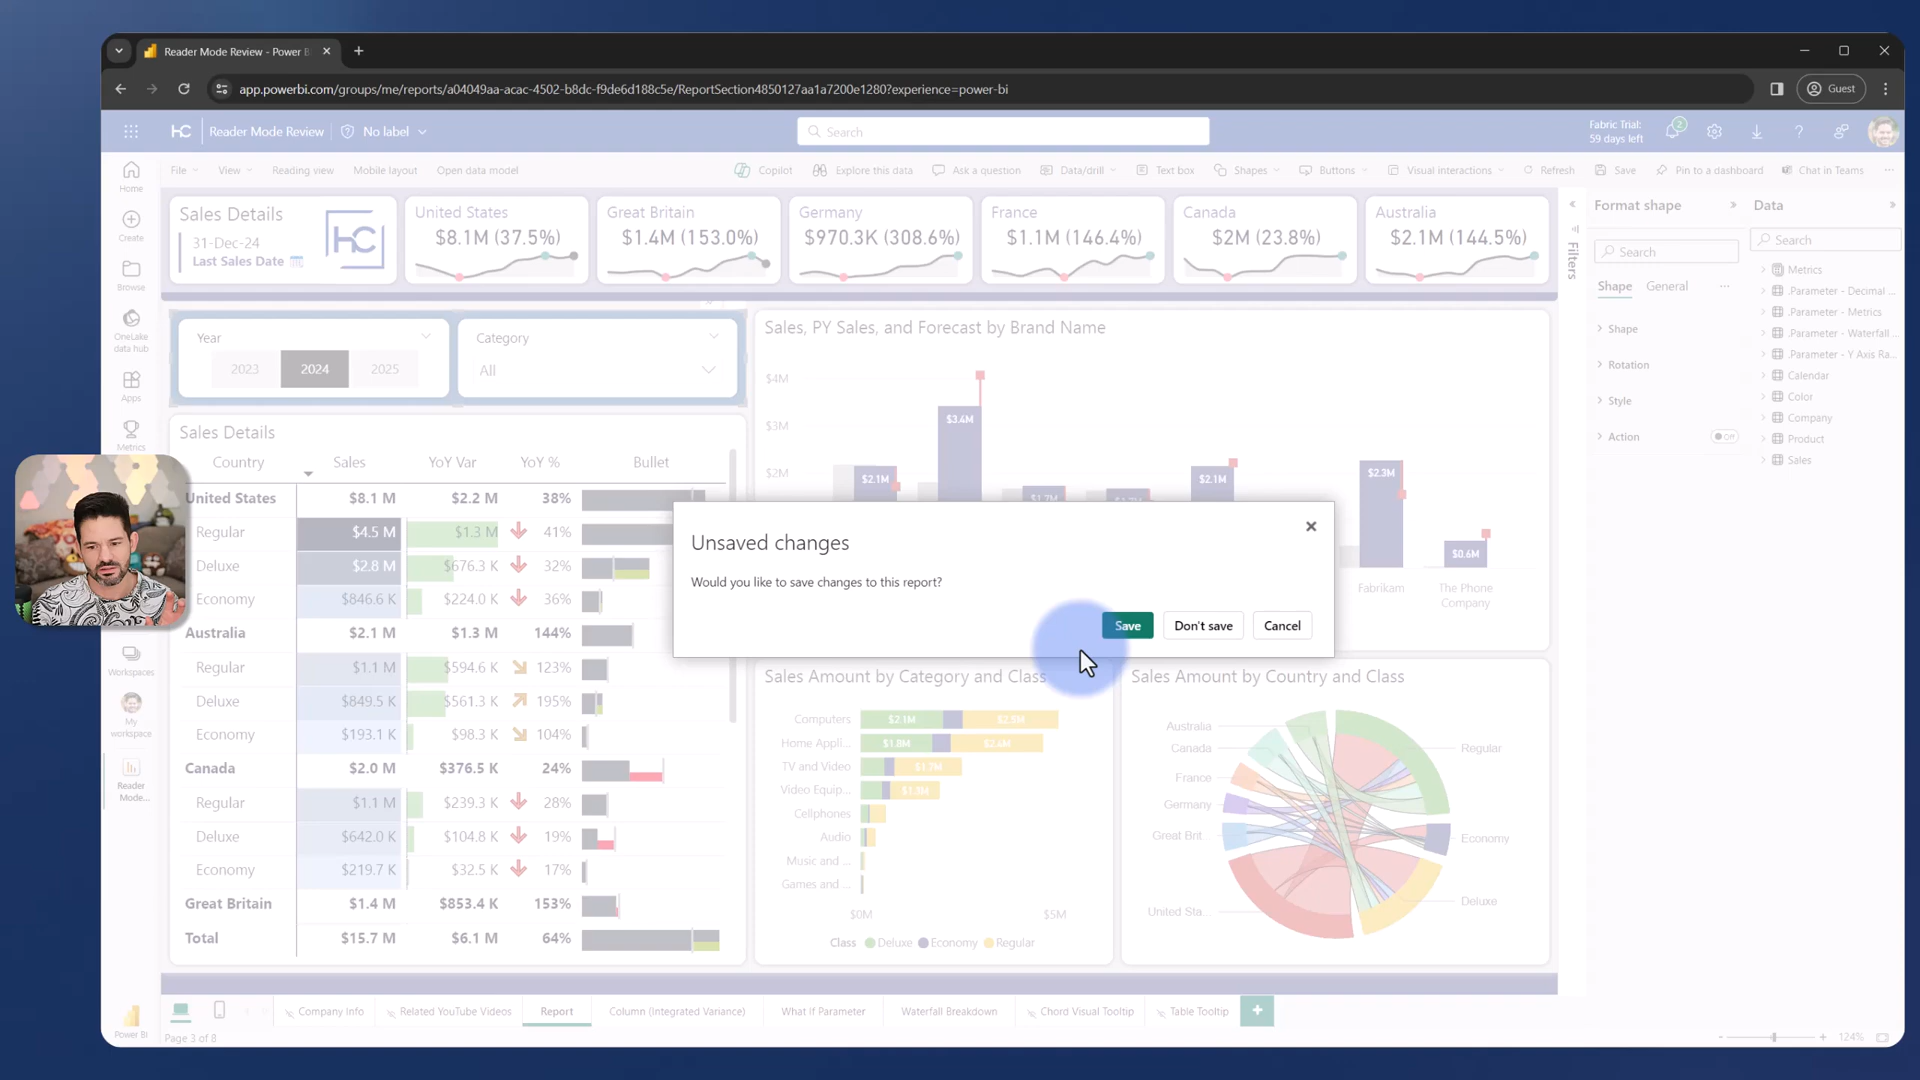 Reader Mode Review - Power B
app.powerbi.com/groups/me/reports/a04049aa-acac-4502-b8dc-f9de6d188c5e/ReportSection4850127aa1a7200e1280?experience=power-bi
Guest
HC
Reader Mode Review
No label
Search
Fabric Trial:
59 days left
2
File
View
Reading view
Mobile layout
Open data model
Copilot
Explore this data
Ask a question
Data/drill
Text box
Shapes
Buttons
Visual interactions
Refresh
Save
Pin to a dashboard
Chat in Teams
Home
Create
Browse
OneLake
data hub
Apps
Metrics
Workspaces
My
workspace
Reader
Mode...
Power BI
Sales Details
31-Dec-24
Last Sales Date
HC
United States
$8.1M (37.5%)
Great Britain
$1.4M (153.0%)
Germany
$970.3K (308.6%)
France
$1.1M (146.4%)
Canada
$2M (23.8%)
Australia
$2.1M (144.5%)
Year
2023
2024
2025
Category
All
Sales Details
Country Sales YoY Var YoY % Bullet
United States $8.1 M $2.2 M 38%
Regular $4.5 M $1.3 M 41%
Deluxe $2.8 M $676.3 K 32%
Economy $846.6 K $224.0 K 36%
Australia $2.1 M $1.3 M 144%
Regular $1.1 M $594.6 K 123%
Deluxe $849.5 K $561.3 K 195%
Economy $193.1 K $98.3 K 104%
Canada $2.0 M $376.5 K 24%
Regular $1.1 M $239.3 K 28%
Deluxe $642.0 K $104.8 K 19%
Economy $219.7 K $32.5 K 17%
Great Britain $1.4 M $853.4 K 153%
Total $15.7 M $6.1 M 64%
Sales, PY Sales, and Forecast by Brand Name
$4M
$3M
$2M
$2.1M
$3.4M
$1.7M
$2.1M
$2.3M
$0.6M
Fabrikam
The Phone
Company
Unsaved changes
Would you like to save changes to this report?
Save
Don't save
Cancel
Sales Amount by Category and Class
Computers $2.1M
Home Appli... $1.8M $2.4M
TV and Video $1.7M
Video Equip...
Cellphones
Audio
Music and ...
Games and ...
$0M
$5M
Class Deluxe Economy Regular
Sales Amount by Country and Class
Australia
Canada
France
Germany
Great Brit...
United Sta...
Regular
Economy
Deluxe
Filters
Format shape
Search
Shape
General
Shape
Rotation
Style
Action
Off
Data
Search
Metrics
.Parameter - Decimal ...
.Parameter - Metrics
.Parameter - Waterfall ...
.Parameter - Y Axis Ra...
Calendar
Color
Company
Product
Sales
Company Info
Related YouTube Videos
Report
Column (Integrated Variance)
What If Parameter
Waterfall Breakdown
Chord Visual Tooltip
Table Tooltip
Page 3 of 8
124%